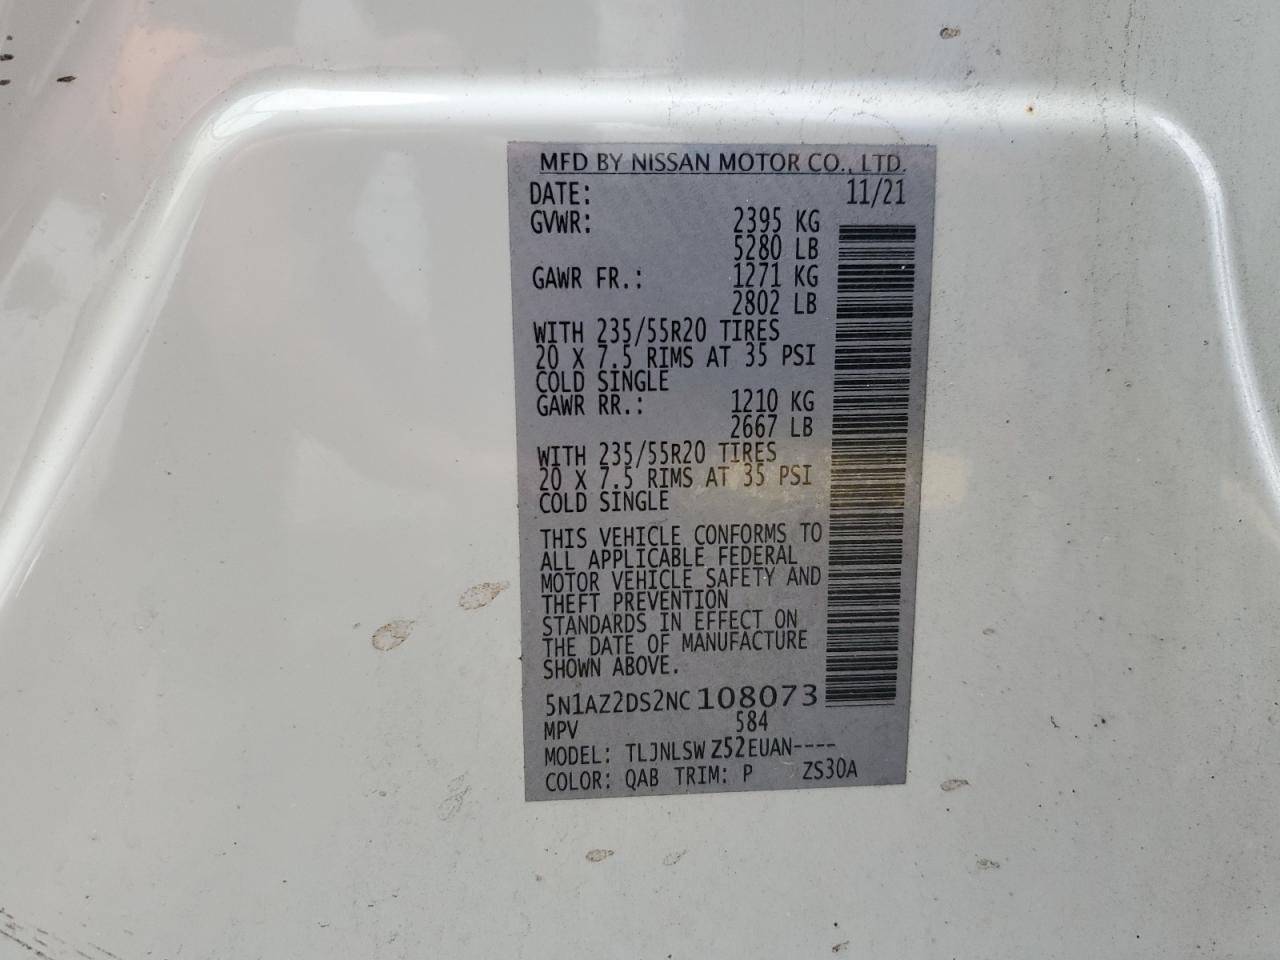 MFD BY NISSAN MOTOR CO., LTD.
DATE: 11/21
GVWR: 2395 KG
5280 LB
GAWR FR.: 1271 KG
2802 LB
WITH 235/55R20 TIRES
20 X 7.5 RIMS AT 35 PSI
COLD SINGLE
GAWR RR.: 1210 KG
2667 LB
WITH 235/55R20 TIRES
20 X 7.5 RIMS AT 35 PSI
COLD SINGLE
THIS VEHICLE CONFORMS TO
ALL APPLICABLE FEDERAL
MOTOR VEHICLE SAFETY AND
THEFT PREVENTION
STANDARDS IN EFFECT ON
THE DATE OF MANUFACTURE
SHOWN ABOVE.
5N1AZ2DS2NC108073
MPV 584
MODEL: TLJNLSW Z52EUAN----
COLOR: QAB TRIM: P ZS30A